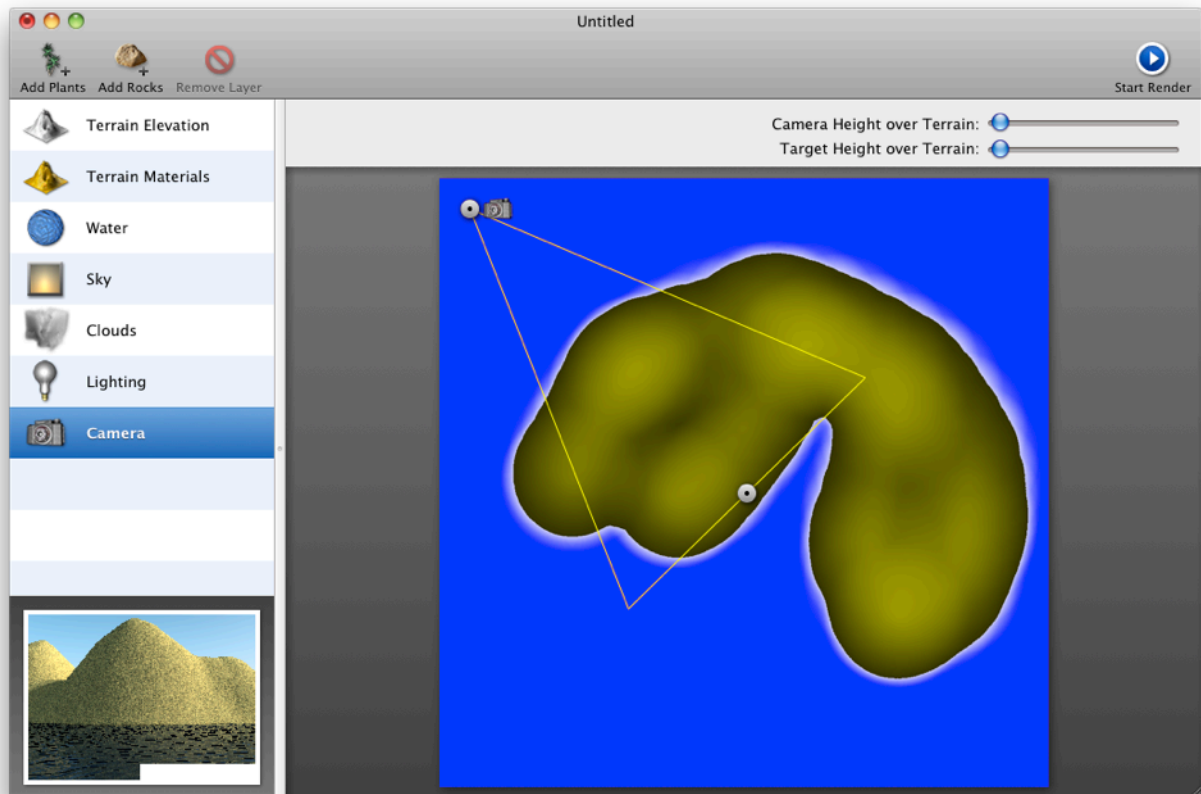 Untitled
Add Plants Add Rocks Remove Layer
Start Render
Terrain Elevation
Terrain Materials
Water
Sky
Clouds
Lighting
Camera
Camera Height over Terrain:
Target Height over Terrain: